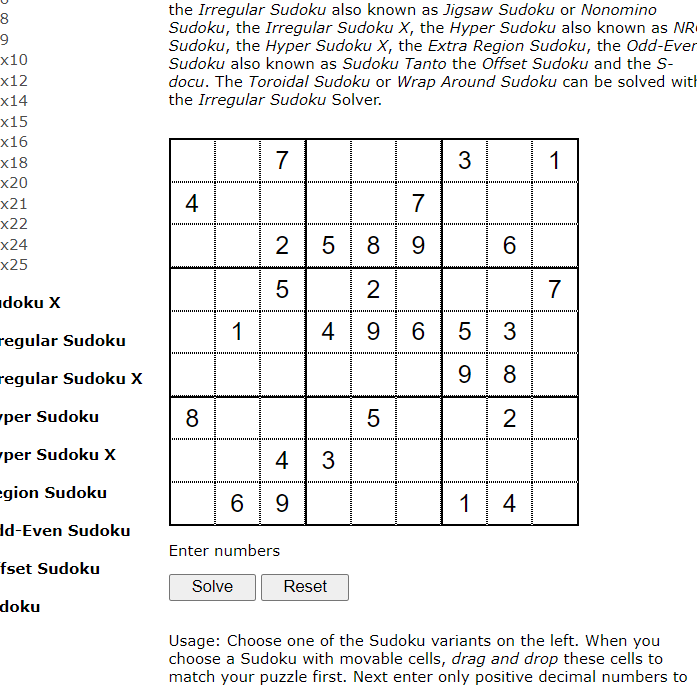 8
9
x10
x12
x14
x15
x16
x18
x20
x21
x22
x24
x25
udoku X
regular Sudoku
regular Sudoku X
yper Sudoku
yper Sudoku X
egion Sudoku
dd-Even Sudoku
ffset Sudoku
doku
the Irregular Sudoku also known as Jigsaw Sudoku or Nonomino
Sudoku, the Irregular Sudoku X, the Hyper Sudoku also known as NRC
Sudoku, the Hyper Sudoku X, the Extra Region Sudoku, the Odd-Even
Sudoku also known as Sudoku Tanto the Offset Sudoku and the S-
docu. The Toroidal Sudoku or Wrap Around Sudoku can be solved with
the Irregular Sudoku Solver.
7 3 1
4 7
2 5 8 9 6
5 2 7
1 4 9 6 5 3
9 8
8 5 2
4 3
6 9 1 4
Enter numbers
Solve Reset
Usage: Choose one of the Sudoku variants on the left. When you
choose a Sudoku with movable cells, drag and drop these cells to
match your puzzle first. Next enter only positive decimal numbers to